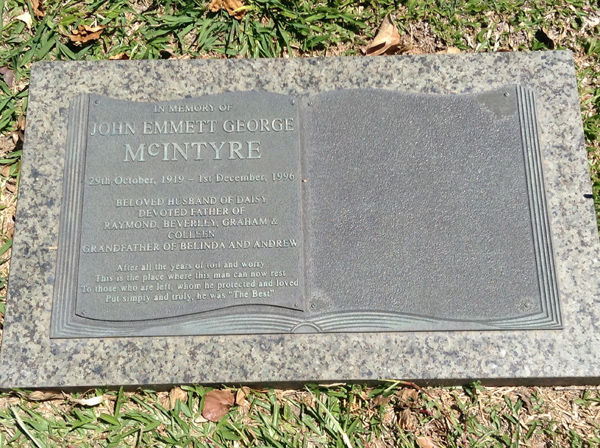 IN MEMORY OF
JOHN EMMETT GEORGE
McINTYRE
29th October, 1919 - 1st December, 1996
BELOVED HUSBAND OF DAISY
DEVOTED FATHER OF
RAYMOND, BEVERLEY, GRAHAM &
COLLEEN
GRANDFATHER OF BELINDA AND ANDREW
After all the years of toil and worry
This is the place where this man can now rest
To those who are left, whom he protected and loved
Put simply and truly, he was "The Best"